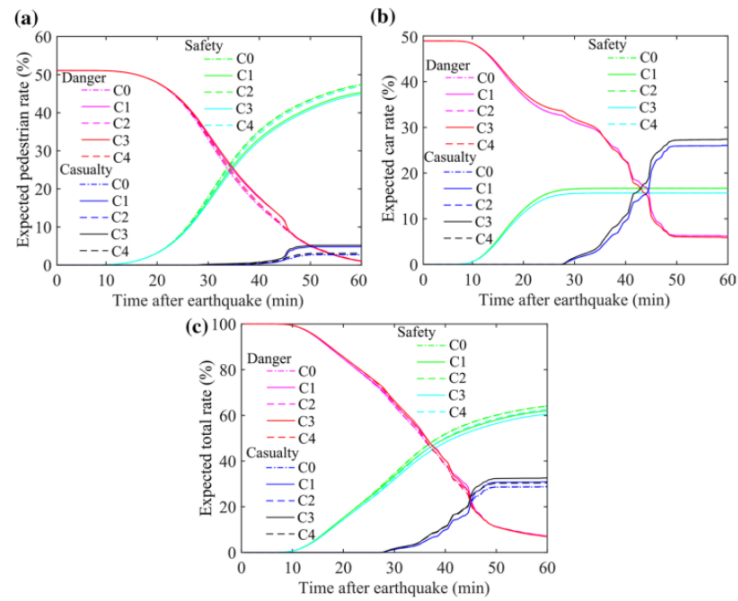 (a)
Expected pedestrian rate (%)
60
50
40
30
20
10
0
0 10 20 30 40 50 60
Time after earthquake (min)
Danger
C0
C1
C2
C3
C4
Casualty
C0
C1
C2
C3
C4
Safety
C0
C1
C2
C3
C4
(b)
Expected car rate (%)
50
40
30
20
10
0
0 10 20 30 40 50 60
Time after earthquake (min)
Danger
C0
C1
C2
C3
C4
Casualty
C0
C1
C2
C3
C4
Safety
C0
C1
C2
C3
C4
(c)
Expected total rate (%)
100
80
60
40
20
0
0 10 20 30 40 50 60
Time after earthquake (min)
Danger
C0
C1
C2
C3
C4
Casualty
C0
C1
C2
C3
C4
Safety
C0
C1
C2
C3
C4